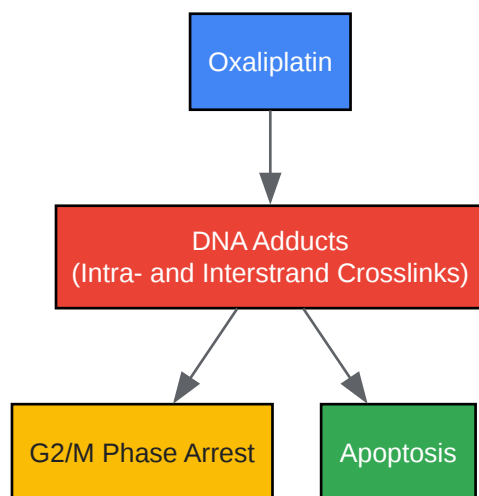 Oxaliplatin
DNA Adducts
(Intra- and Interstrand Crosslinks)
G2/M Phase Arrest
Apoptosis